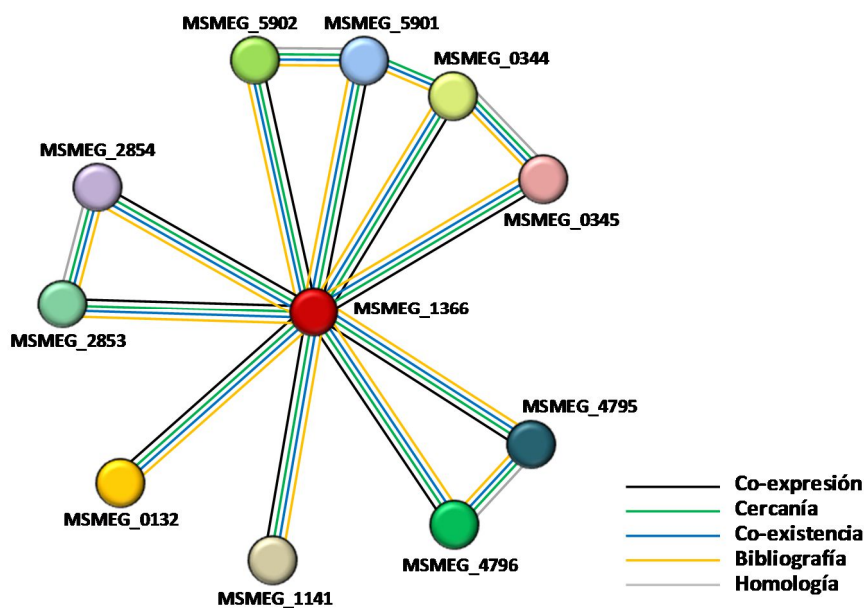 MSMEG_5902
MSMEG_5901
MSMEG_0344
MSMEG_2854
MSMEG_0345
MSMEG_1366
MSMEG_2853
MSMEG_4795
MSMEG_0132
MSMEG_4796
MSMEG_1141
Co-expresión
Cercanía
Co-existencia
Bibliografía
Homología